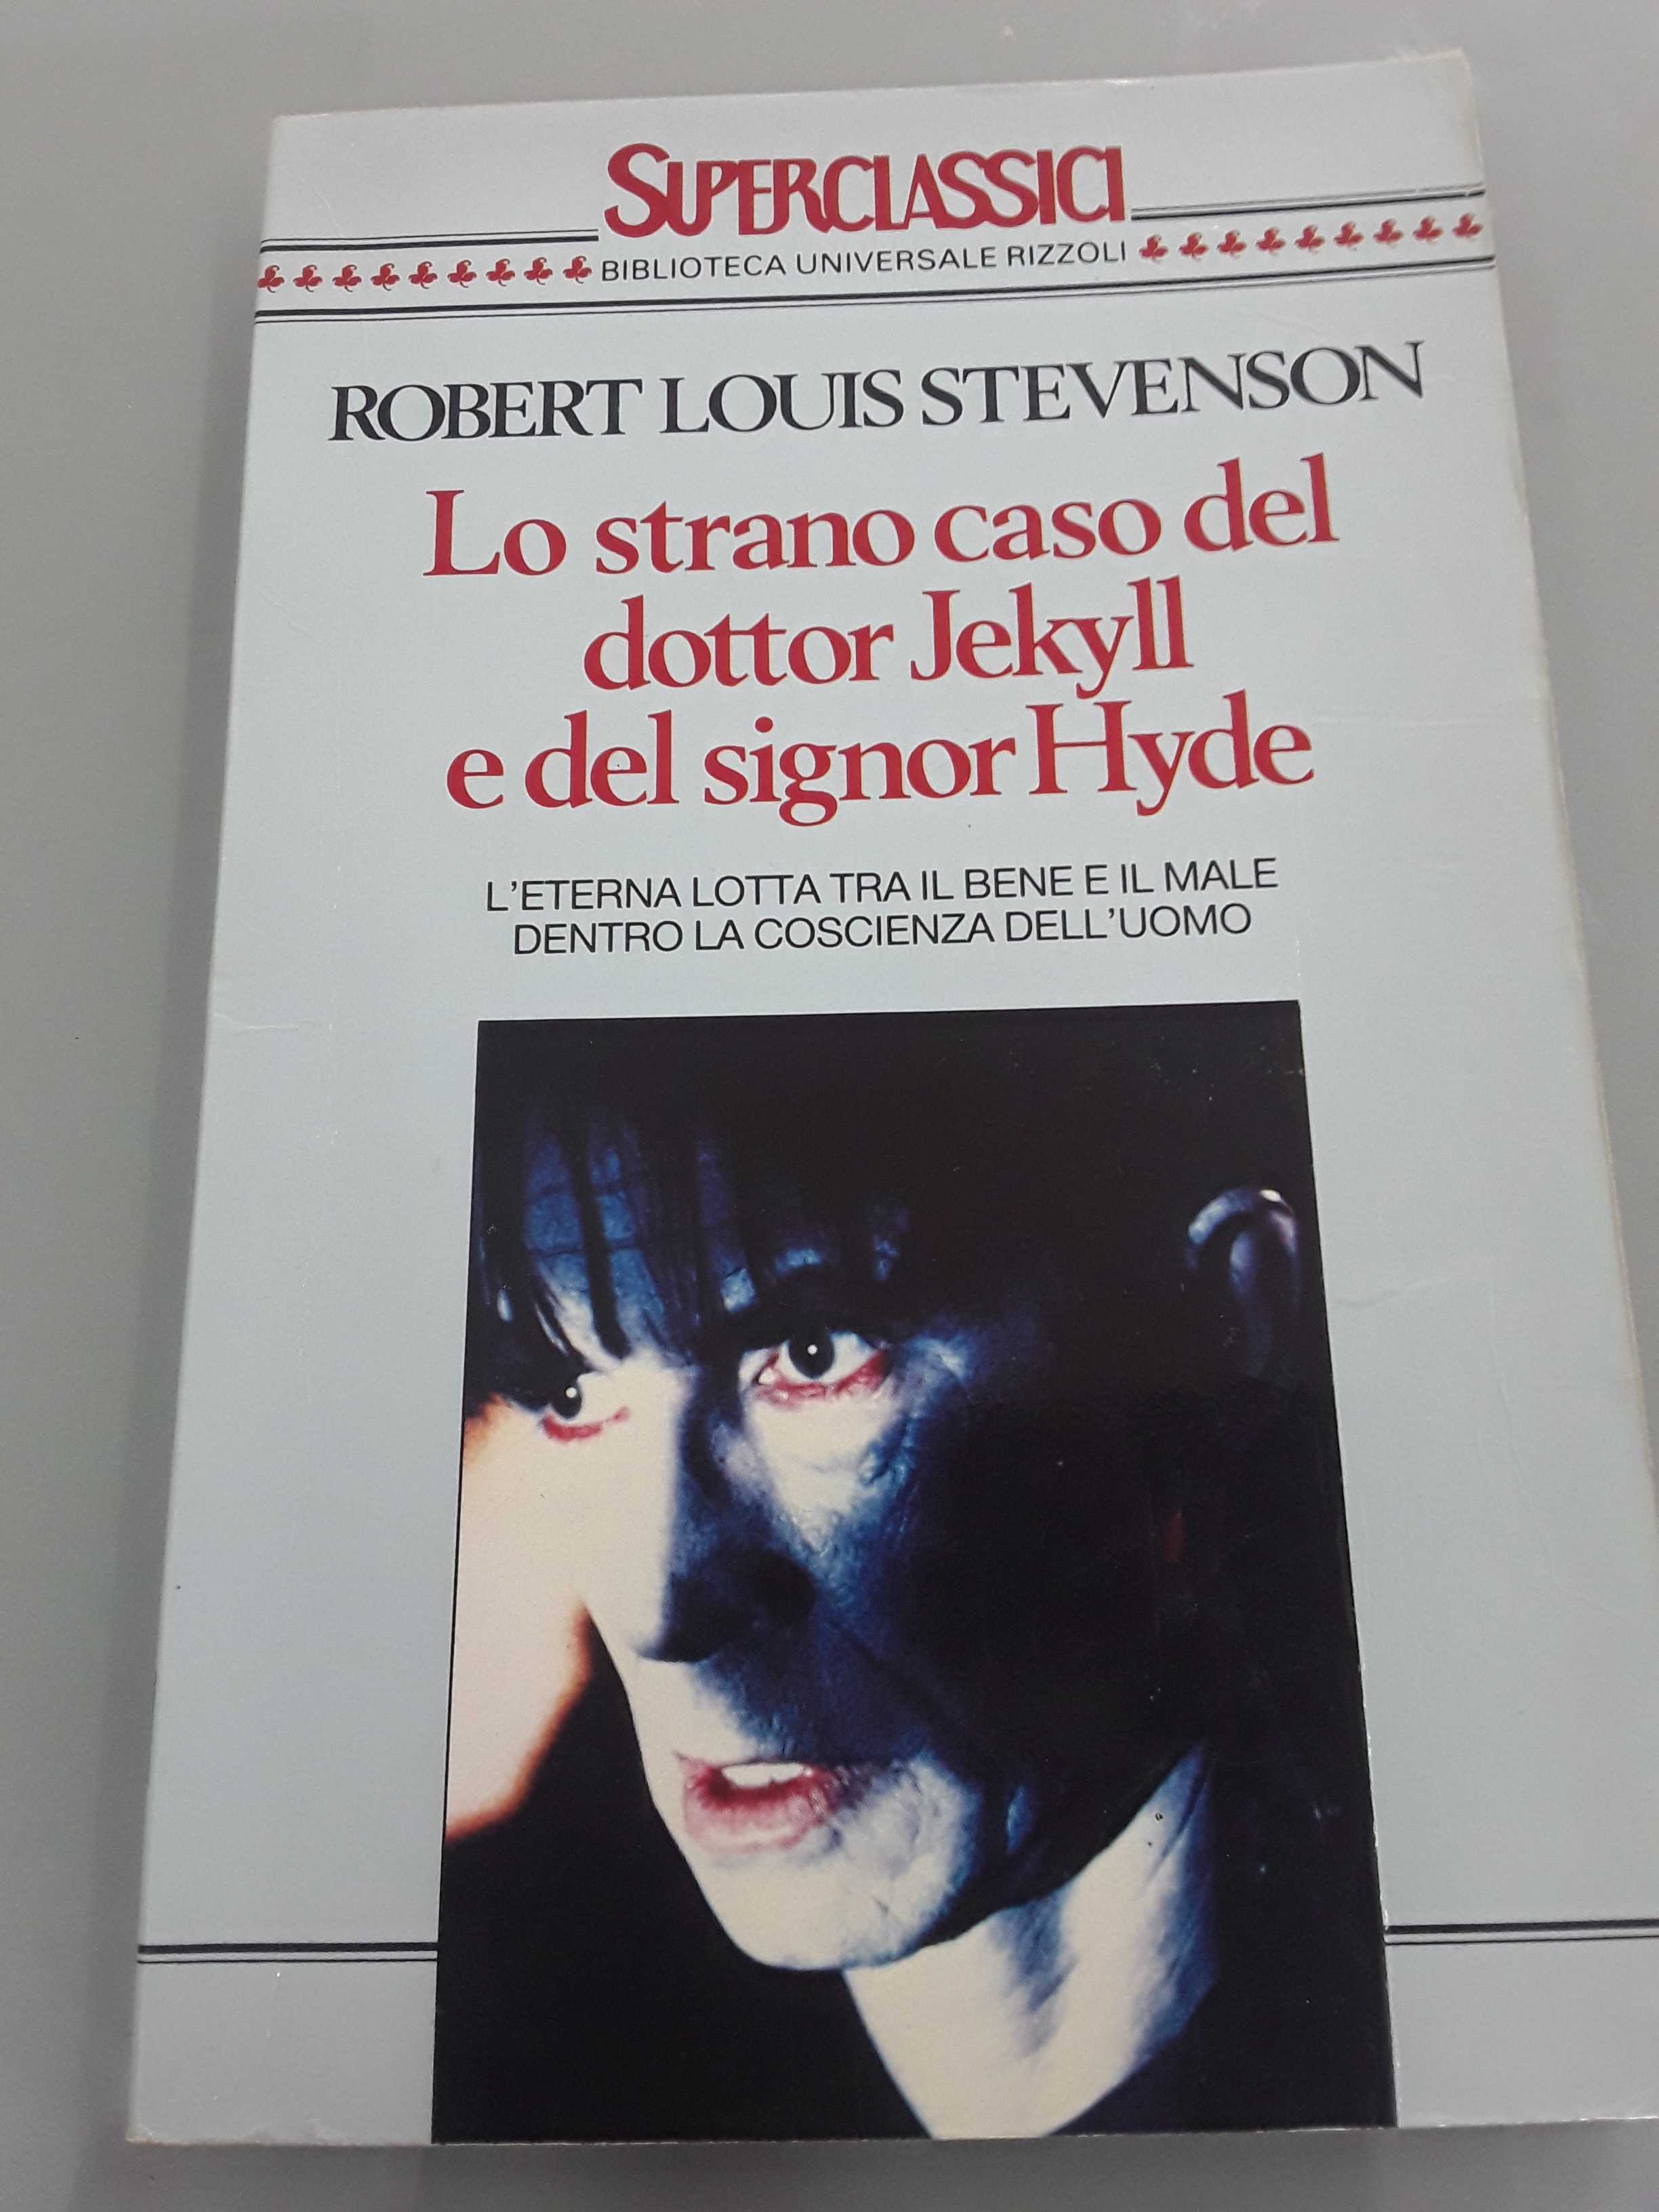 SUPERCLASSICI
BIBLIOTECA UNIVERSALE RIZZOLI
ROBERT LOUIS STEVENSON
Lo strano caso del
dottor Jekyll
e del signor Hyde
L'ETERNA LOTTA TRA IL BENE E IL MALE
DENTRO LA COSCIENZA DELL'UOMO